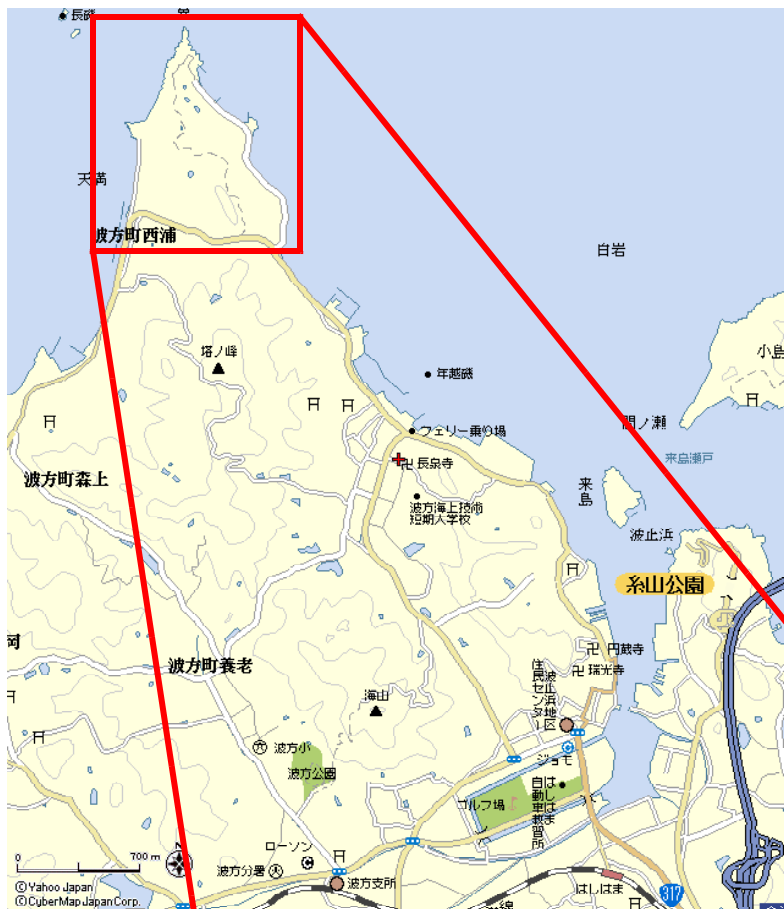 長磯
天満
波方町西浦
白岩
塔ノ峰
小島
年越磯
間ノ瀬
フェリー乗り場
来島瀬戸
長泉寺
波方町森上
来島
波方海上技術
短期大学校
波止浜
糸山公園
岡
円蔵寺
波方町養老
瑞光寺
波止浜地区
住民センター
海山
波方小
ジョモ
波方公園
はしはま
自動車教習所
ゴルフ場
ローソン
0
700 m
N
波方分署
波方支所
はしはま
317
線
© Yahoo Japan
© CyberMap Japan Corp.